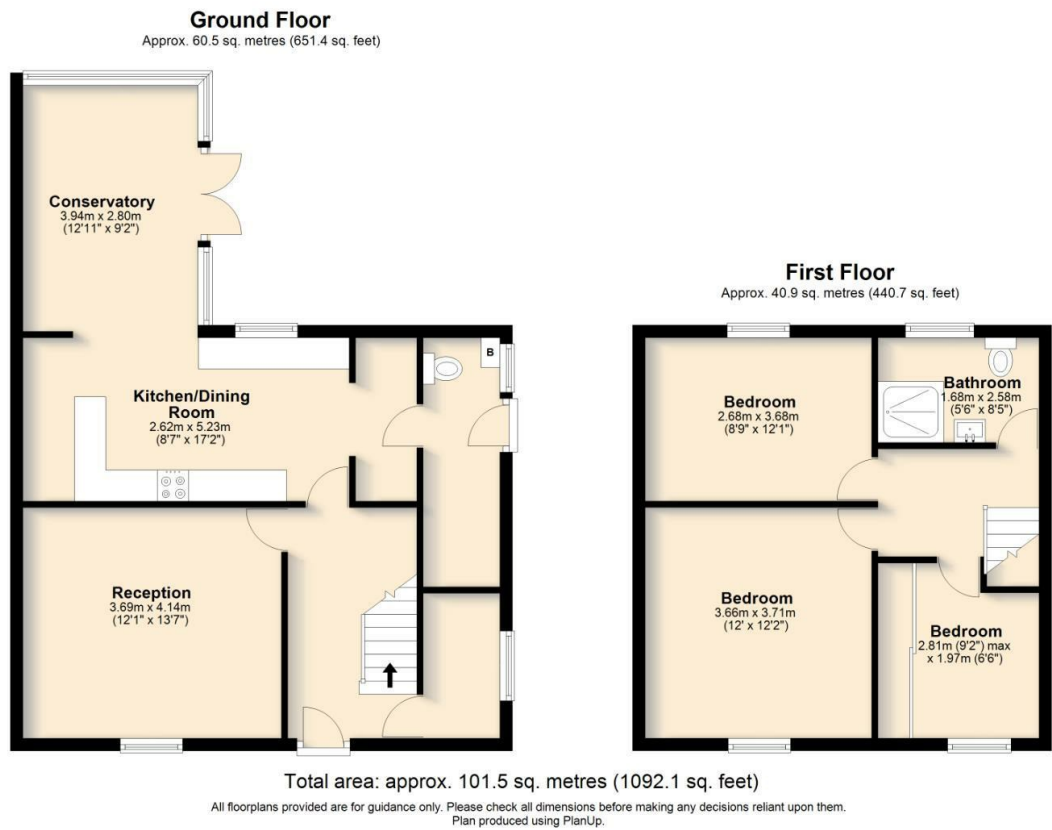 Ground Floor
Approx. 60.5 sq. metres (651.4 sq. feet)
Conservatory
3.94m x 2.80m
(12'11" x 9'2")
B
Kitchen/Dining
Room
2.62m x 5.23m
(8'7" x 17'2")
Reception
3.69m x 4.14m
(12'1" x 13'7")
First Floor
Approx. 40.9 sq. metres (440.7 sq. feet)
Bedroom
2.68m x 3.68m
(8'9" x 12'1")
Bathroom
1.68m x 2.58m
(5'6" x 8'5")
Bedroom
3.66m x 3.71m
(12' x 12'2")
Bedroom
2.81m (9'2") max
x 1.97m (6'6")
Total area: approx. 101.5 sq. metres (1092.1 sq. feet)
All floorplans provided are for guidance only. Please check all dimensions before making any decisions reliant upon them.
Plan produced using PlanUp.